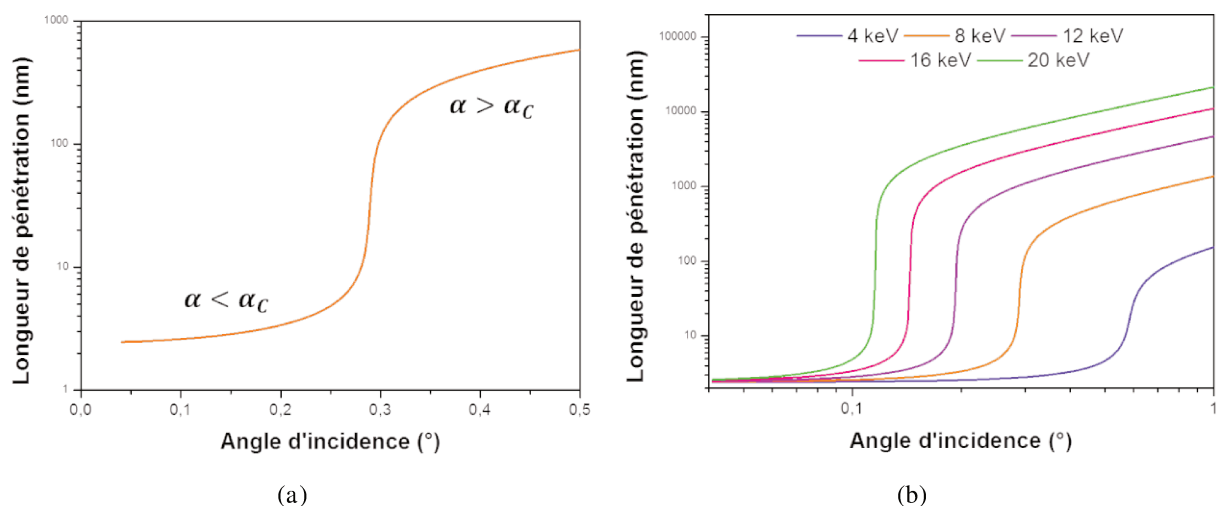 1000
100
10
1
Longueur de pénétration (nm)
α > α_C
α < α_C
0,0 0,1 0,2 0,3 0,4 0,5
Angle d'incidence (°)
(a)
4 keV 8 keV 12 keV
16 keV 20 keV
100000
10000
1000
100
10
Longueur de pénétration (nm)
0,1 1
Angle d'incidence (°)
(b)